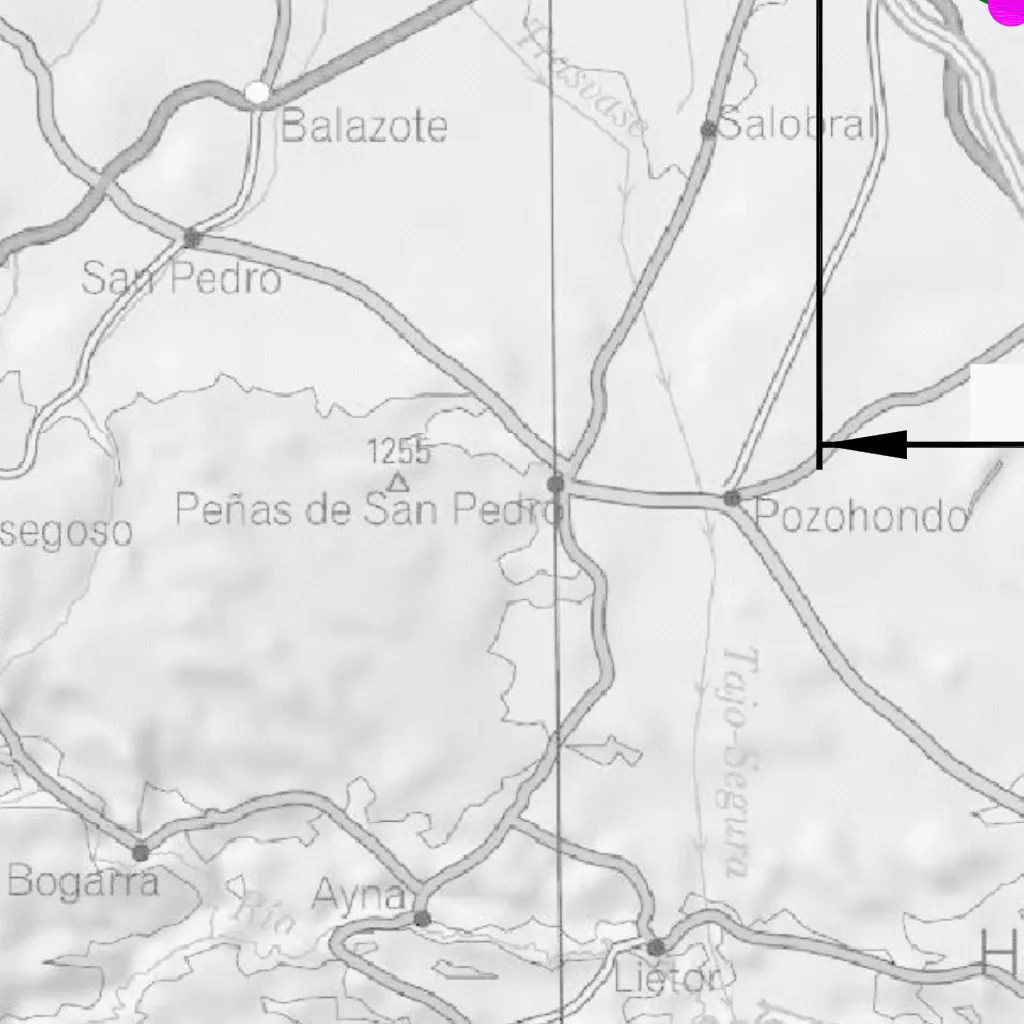 Trasvase
Balazote
Salobral
San Pedro
1255
Peñas de San Pedro
Pozohondo
segoso
Tajo-Segura
Bogarra
Ayna
Río
Liétor
H